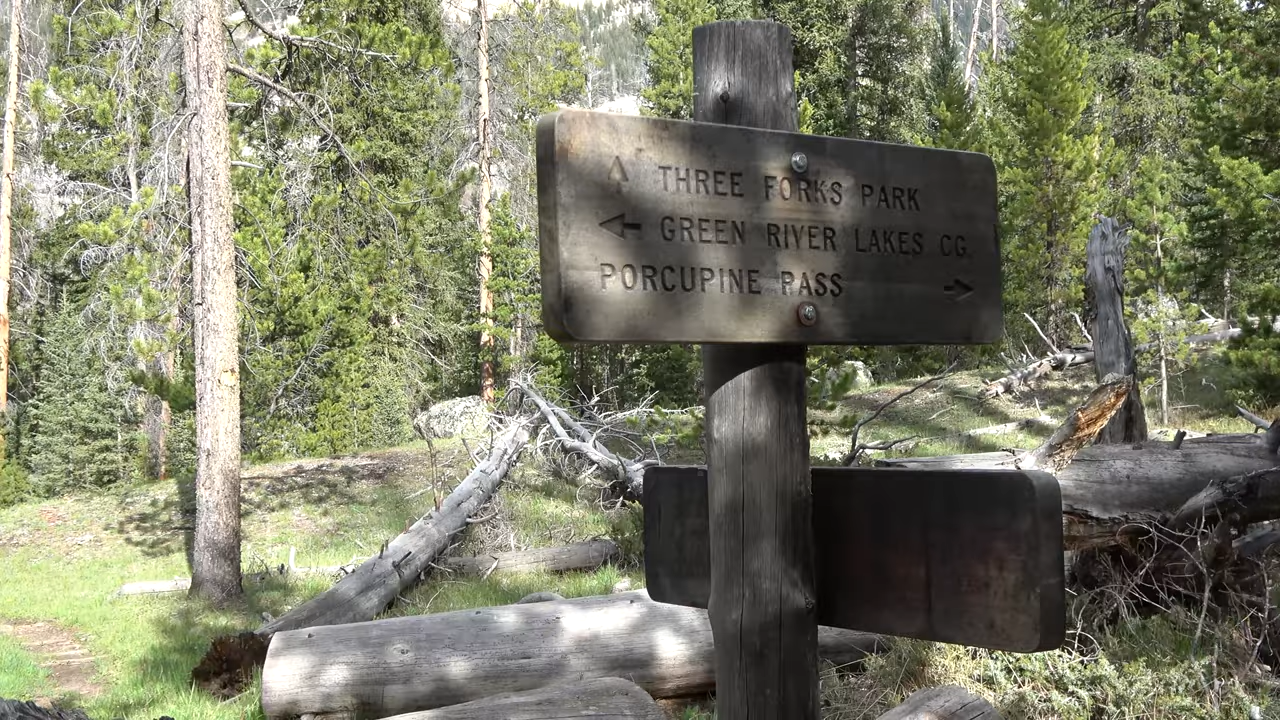 ↑ THREE FORKS PARK
← GREEN RIVER LAKES CG.
PORCUPINE PASS →